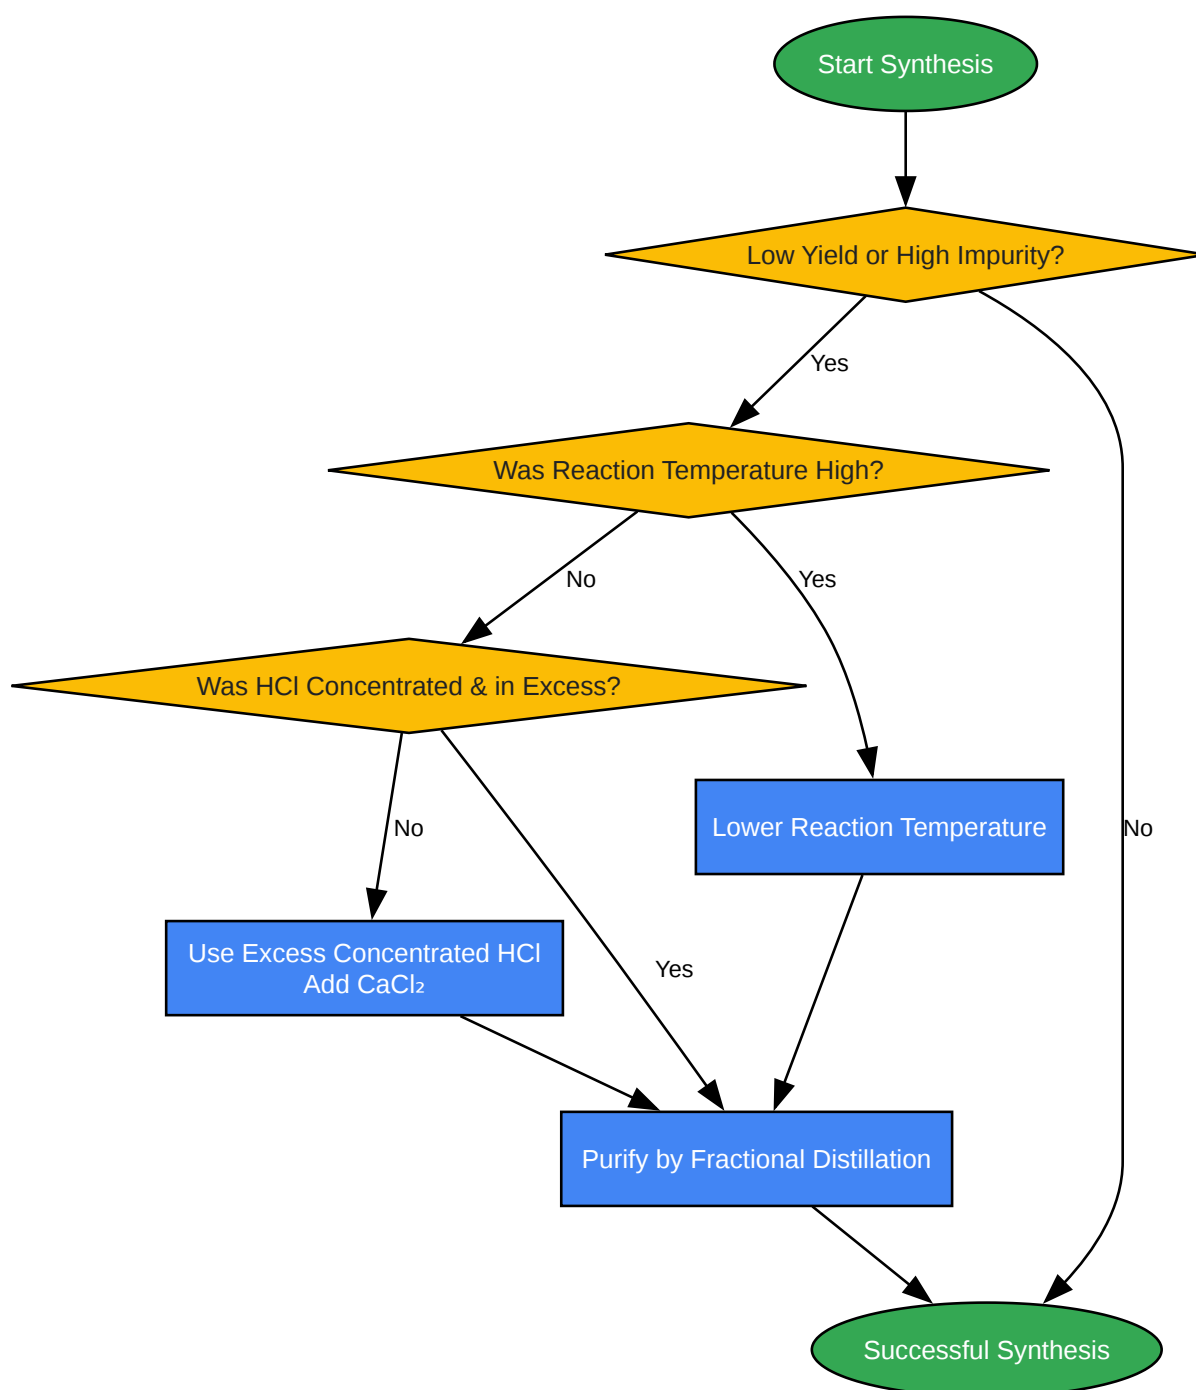 Start Synthesis
Low Yield or High Impurity?
Yes
Was Reaction Temperature High?
No
Yes
Was HCl Concentrated & in Excess?
No
Lower Reaction Temperature
No
Use Excess Concentrated HCl
Add CaCl₂
Yes
Purify by Fractional Distillation
Successful Synthesis